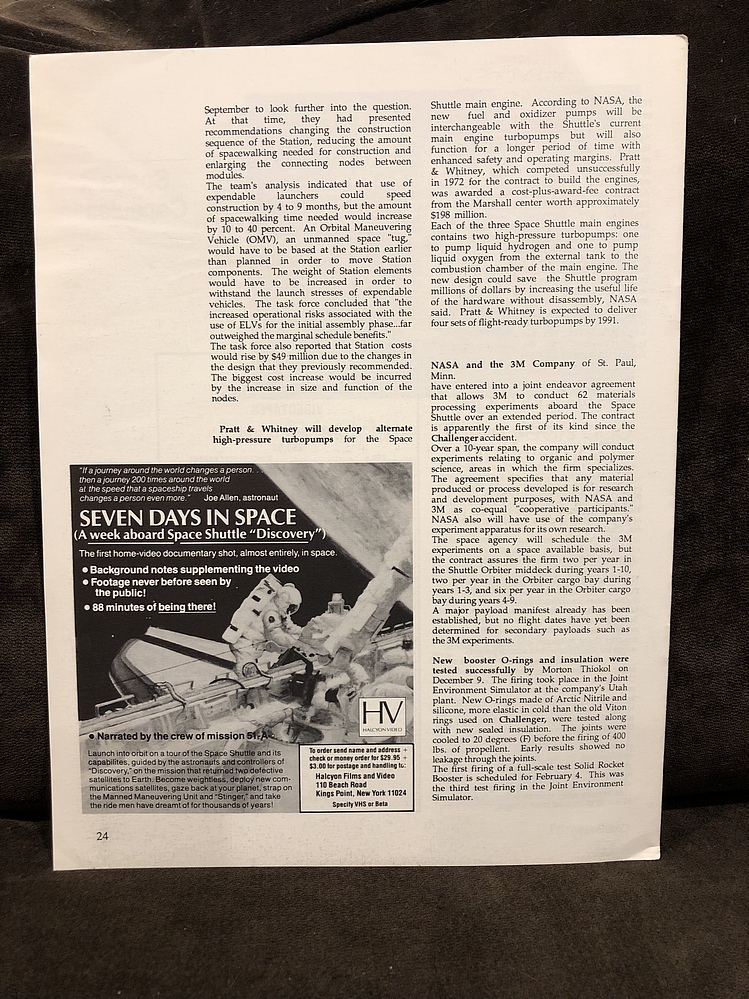 September to look further into the question.
At that time, they had presented
recommendations changing the construction
sequence of the Station, reducing the amount
of spacewalking needed for construction and
enlarging the connecting nodes between
modules.
The team's analysis indicated that use of
expendable launchers could speed
construction by 4 to 9 months, but the amount
of spacewalking time needed would increase
by 10 to 40 percent. An Orbital Maneuvering
Vehicle (OMV), an unmanned space "tug,"
would have to be based at the Station earlier
than planned in order to move Station
components. The weight of Station elements
would have to be increased in order to
withstand the launch stresses of expendable
vehicles. The task force concluded that "the
increased operational risks associated with the
use of ELVs for the initial assembly phase...far
outweighed the marginal schedule benefits."
The task force also reported that Station costs
would rise by $49 million due to the changes in
the design that they previously recommended.
The biggest cost increase would be incurred
by the increase in size and function of the
nodes.
Pratt & Whitney will develop alternate
high-pressure turbopumps for the Space
Shuttle main engine. According to NASA, the
new fuel and oxidizer pumps will be
interchangeable with the Shuttle's current
main engine turbopumps but will also
function for a longer period of time with
enhanced safety and operating margins. Pratt
& Whitney, which competed unsuccessfully
in 1972 for the contract to build the engines,
was awarded a cost-plus-award-fee contract
from the Marshall center worth approximately
$198 million.
Each of the three Space Shuttle main engines
contains two high-pressure turbopumps: one
to pump liquid hydrogen and one to pump
liquid oxygen from the external tank to the
combustion chamber of the main engine. The
new design could save the Shuttle program
millions of dollars by increasing the useful life
of the hardware without disassembly, NASA
said. Pratt & Whitney is expected to deliver
four sets of flight-ready turbopumps by 1991.
NASA and the 3M Company of St. Paul,
Minn.
have entered into a joint endeavor agreement
that allows 3M to conduct 62 materials
processing experiments aboard the Space
Shuttle over an extended period. The contract
is apparently the first of its kind since the
Challenger accident.
Over a 10-year span, the company will conduct
experiments relating to organic and polymer
science, areas in which the firm specializes.
The agreement specifies that any material
produced or process developed is for research
and development purposes, with NASA and
3M as co-equal "cooperative participants."
NASA also will have use of the company's
experiment apparatus for its own research.
The space agency will schedule the 3M
experiments on a space available basis, but
the contract assures the firm two per year in
the Shuttle Orbiter middeck during years 1-10,
two per year in the Orbiter cargo bay during
years 1-3, and six per year in the Orbiter cargo
bay during years 4-9.
A major payload manifest already has been
established, but no flight dates have yet been
determined for secondary payloads such as
the 3M experiments.
New booster O-rings and insulation were
tested successfully by Morton Thiokol on
December 9. The firing took place in the Joint
Environment Simulator at the company's Utah
plant. New O-rings made of Arctic Nitrile and
silicone, more elastic in cold than the old Viton
rings used on Challenger, were tested along
with new sealed insulation. The joints were
cooled to 20 degrees (F) before the firing of 400
lbs. of propellent. Early results showed no
leakage through the joints.
The first firing of a full-scale test Solid Rocket
Booster is scheduled for February 4. This was
the third test firing in the Joint Environment
Simulator.
"If a journey around the world changes a person. . .
then a journey 200 times around the world
at the speed that a spaceship travels
changes a person even more." Joe Allen, astronaut
SEVEN DAYS IN SPACE
(A week aboard Space Shuttle "Discovery")
The first home-video documentary shot, almost entirely, in space.
• Background notes supplementing the video
• Footage never before seen by
the public!
• 88 minutes of being there!
HV
HALCYON VIDEO
• Narrated by the crew of mission 51-A
Launch into orbit on a tour of the Space Shuttle and its
capabilities, guided by the astronauts and controllers of
"Discovery," on the mission that returned two defective
satellites to Earth. Become weightless, deploy new com-
munications satellites, gaze back at your planet, strap on
the Manned Maneuvering Unit and "Stinger," and take
the ride men have dreamt of for thousands of years!
To order send name and address +
check or money order for $29.95 +
$3.00 for postage and handling to:
Halcyon Films and Video
110 Beach Road
Kings Point, New York 11024
Specify VHS or Beta
24